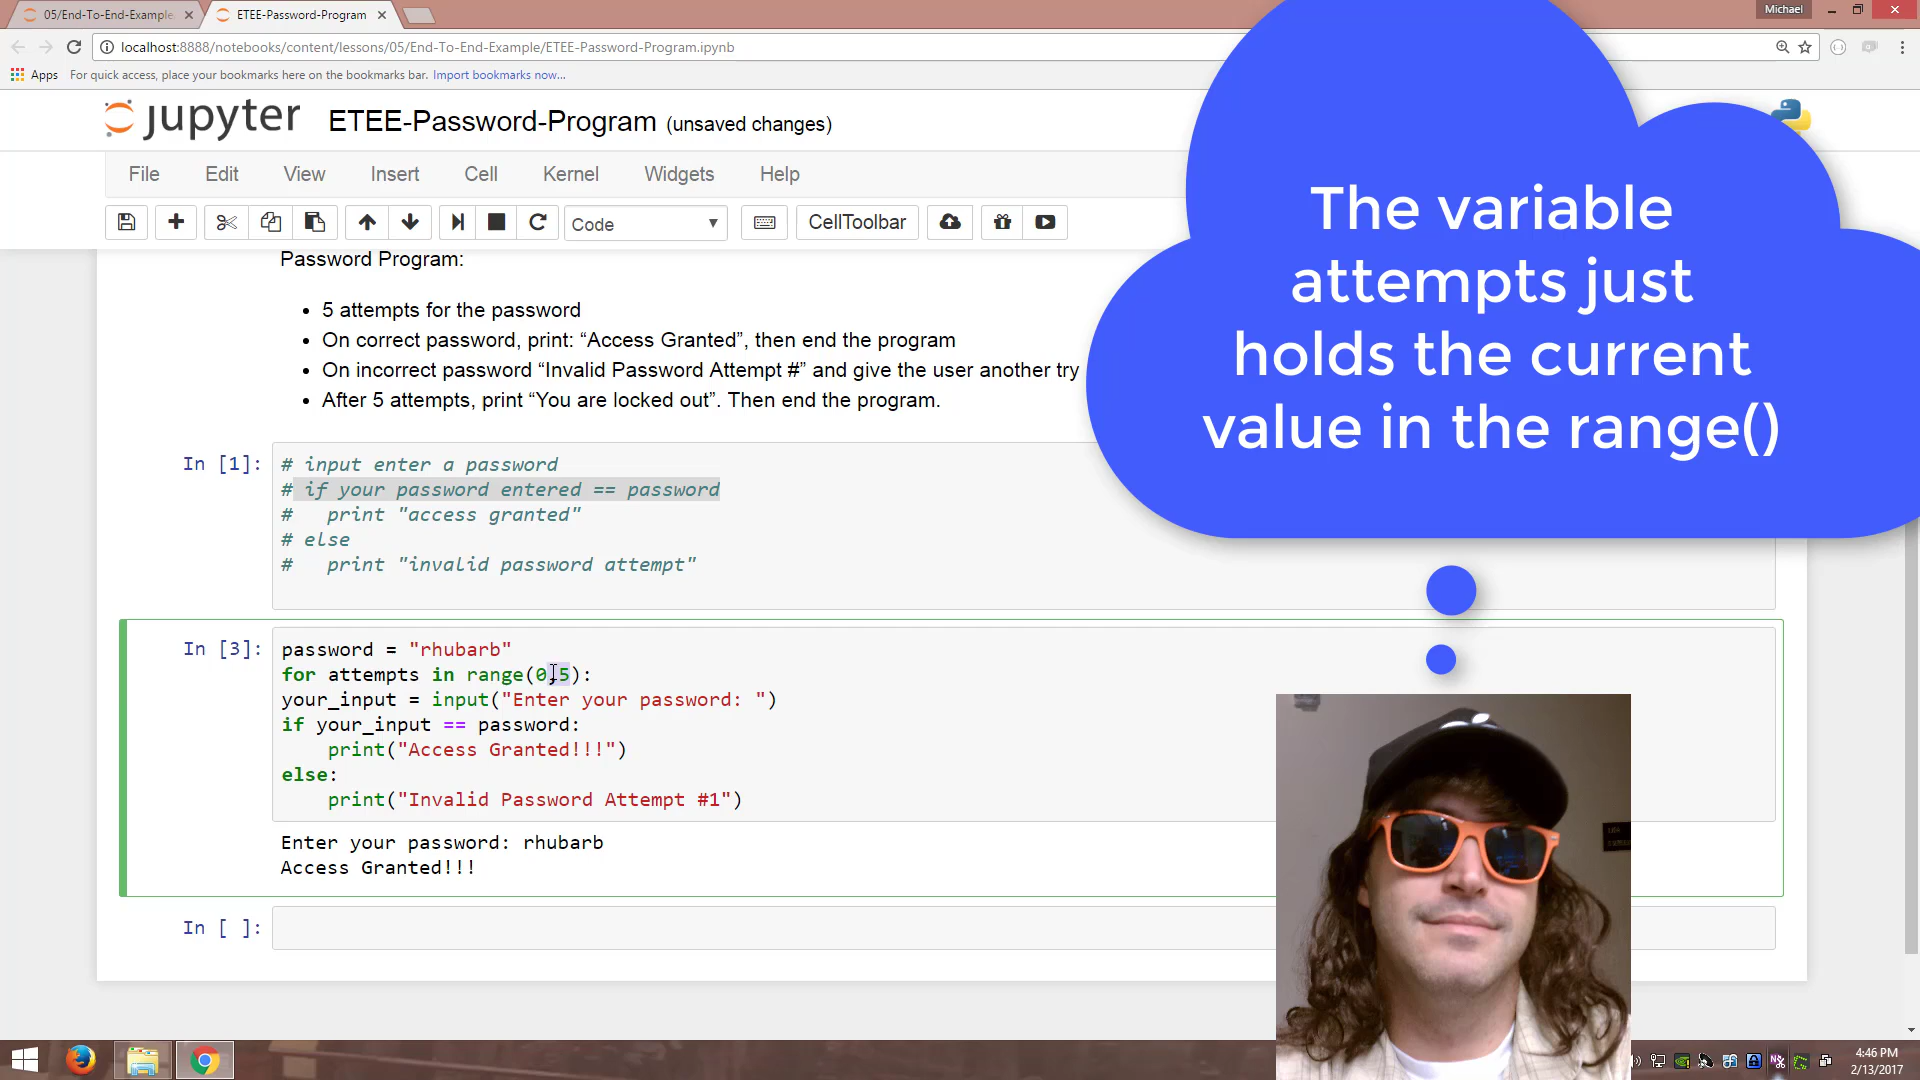 05/End-To-End-Example
ETEE-Password-Program
Michael
localhost:8888/notebooks/content/lessons/05/End-To-End-Example/ETEE-Password-Program.ipynb
Apps For quick access, place your bookmarks here on the bookmarks bar. Import bookmarks now...
jupyter ETEE-Password-Program (unsaved changes)
File Edit View Insert Cell Kernel Widgets Help
Code CellToolbar
Password Program:
• 5 attempts for the password
• On correct password, print: “Access Granted”, then end the program
• On incorrect password “Invalid Password Attempt #” and give the user another try
• After 5 attempts, print “You are locked out”. Then end the program.
The variable
attempts just
holds the current
value in the range()
In [1]: # input enter a password
# if your password entered == password
#   print "access granted"
# else
#   print "invalid password attempt"
In [3]: password = "rhubarb"
for attempts in range(0,5):
your_input = input("Enter your password: ")
if your_input == password:
    print("Access Granted!!!")
else:
    print("Invalid Password Attempt #1")
Enter your password: rhubarb
Access Granted!!!
In [ ]:
4:46 PM
2/13/2017